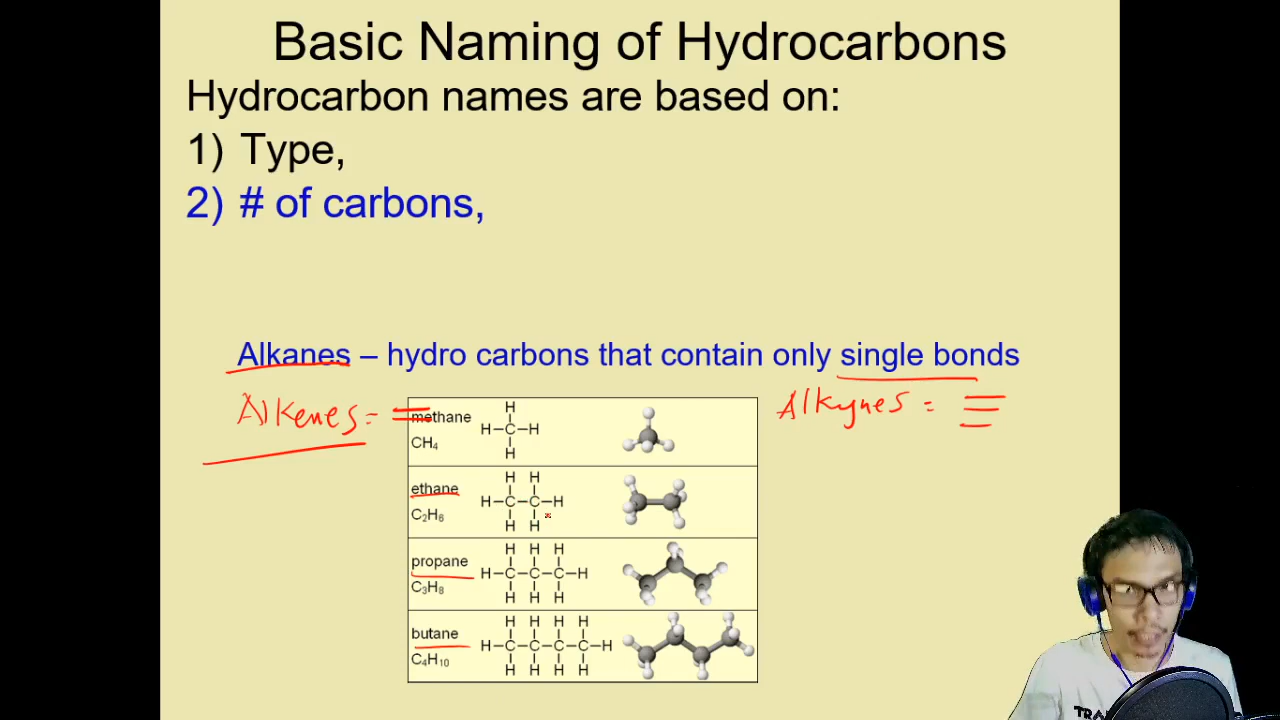 Basic Naming of Hydrocarbons
Hydrocarbon names are based on:
1) Type,
2) # of carbons,
Alkanes – hydro carbons that contain only single bonds
Alkenes =
Alkynes =
methane
CH₄
H
H–C–H
H
ethane
C₂H₆
H H
H–C–C–H
H H
propane
C₃H₈
H H H
H–C–C–C–H
H H H
butane
C₄H₁₀
H H H H
H–C–C–C–C–H
H H H H